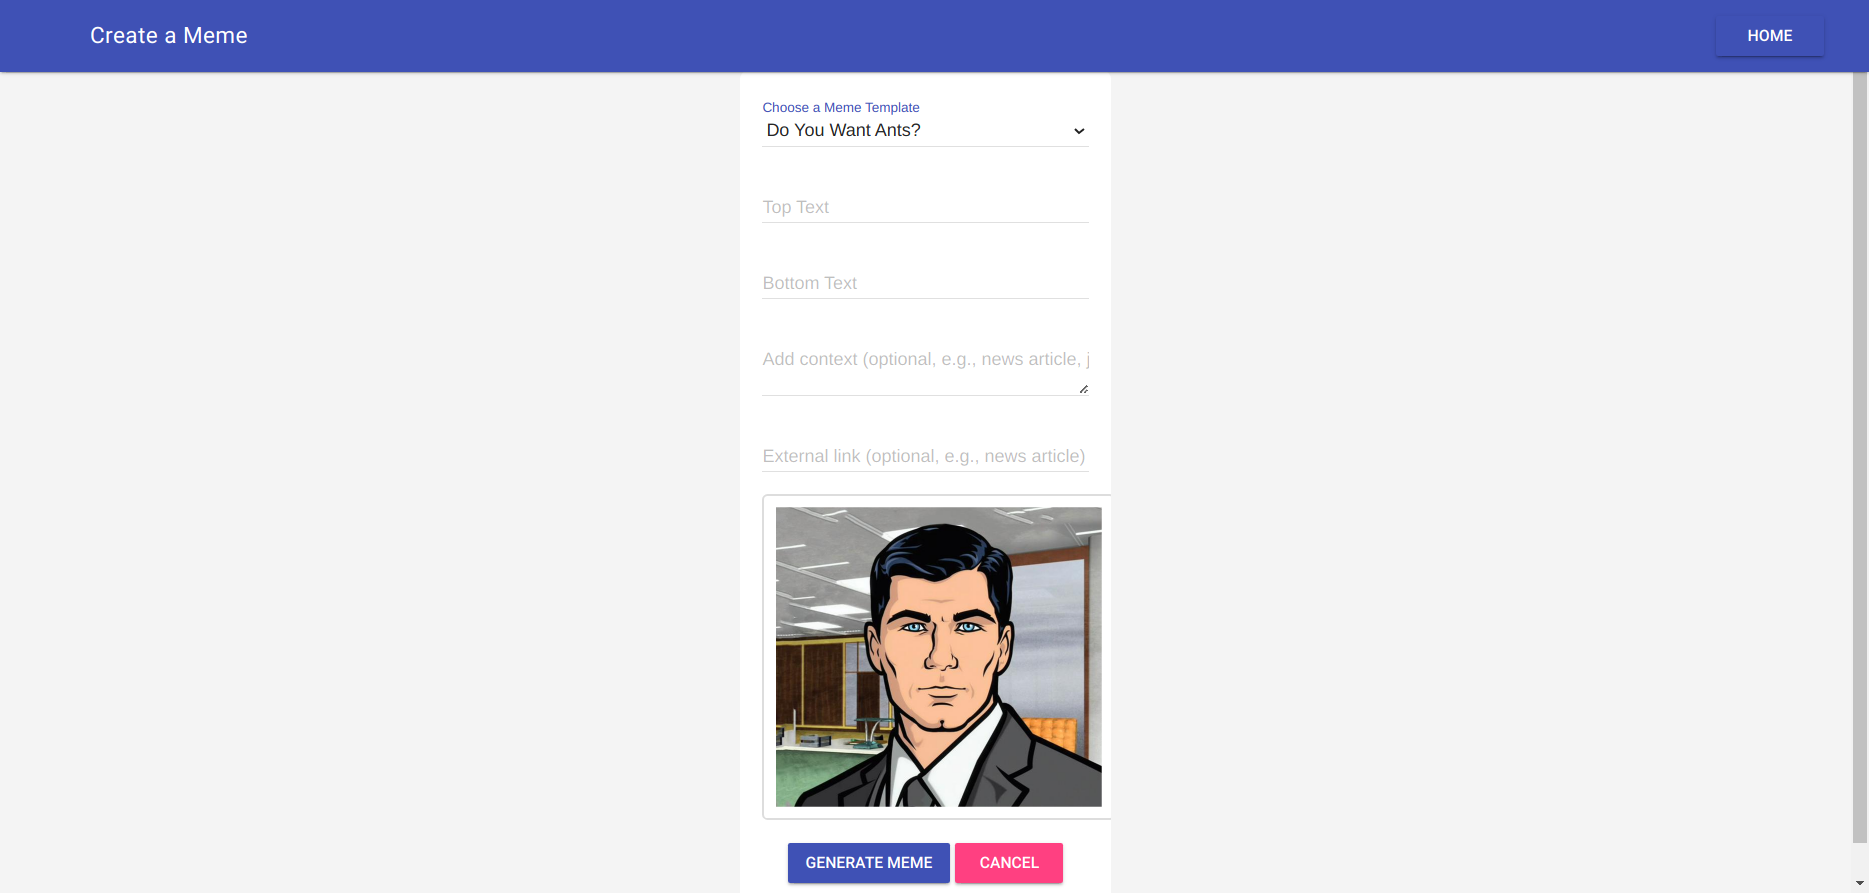 Create a Meme
HOME
Choose a Meme Template
Do You Want Ants?
Top Text
Bottom Text
Add context (optional, e.g., news article, j
External link (optional, e.g., news article)
GENERATE MEME
CANCEL